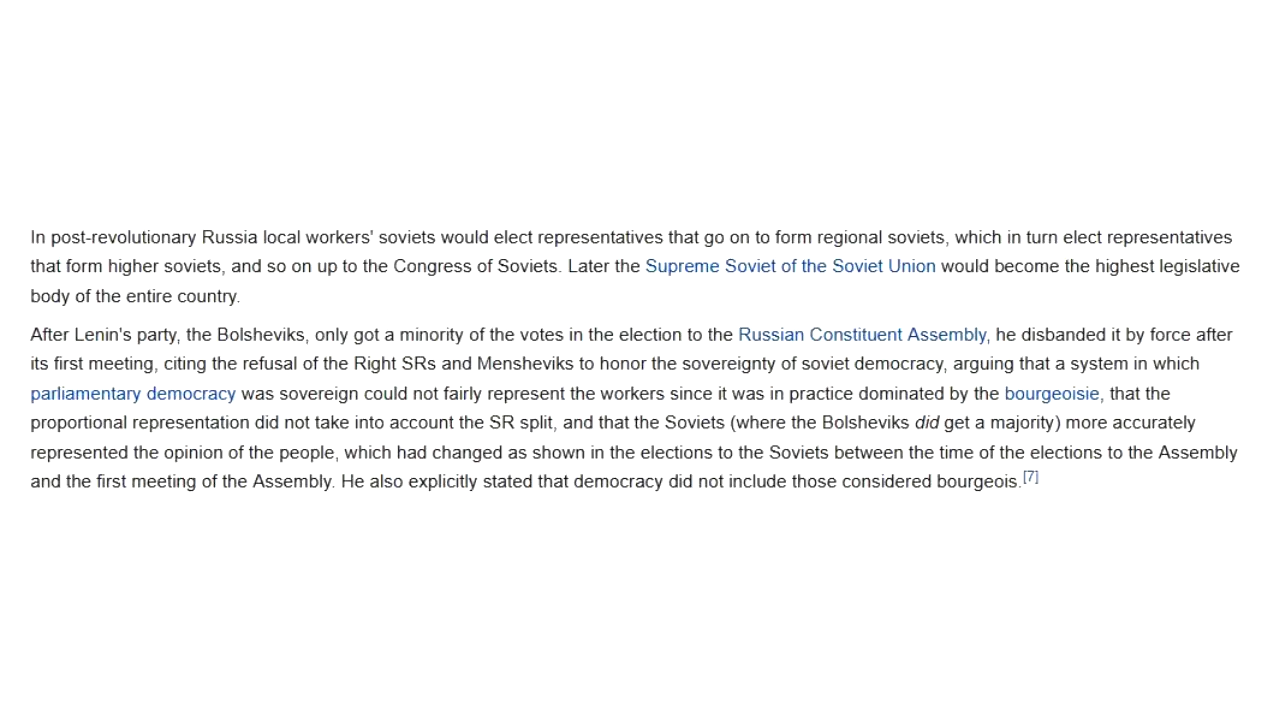 In post-revolutionary Russia local workers' soviets would elect representatives that go on to form regional soviets, which in turn elect representatives
that form higher soviets, and so on up to the Congress of Soviets. Later the Supreme Soviet of the Soviet Union would become the highest legislative
body of the entire country.
After Lenin's party, the Bolsheviks, only got a minority of the votes in the election to the Russian Constituent Assembly, he disbanded it by force after
its first meeting, citing the refusal of the Right SRs and Mensheviks to honor the sovereignty of soviet democracy, arguing that a system in which
parliamentary democracy was sovereign could not fairly represent the workers since it was in practice dominated by the bourgeoisie, that the
proportional representation did not take into account the SR split, and that the Soviets (where the Bolsheviks did get a majority) more accurately
represented the opinion of the people, which had changed as shown in the elections to the Soviets between the time of the elections to the Assembly
and the first meeting of the Assembly. He also explicitly stated that democracy did not include those considered bourgeois.[7]